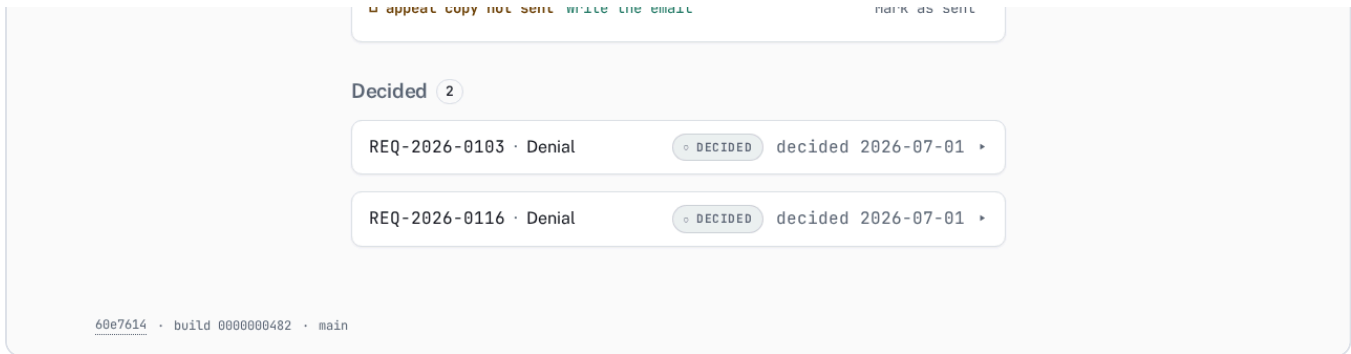 appeal copy not sent Write the email Mark as sent
Decided 2
REQ-2026-0103 · Denial ○ DECIDED decided 2026-07-01 ▸
REQ-2026-0116 · Denial ○ DECIDED decided 2026-07-01 ▸
60e7614 · build 0000000482 · main